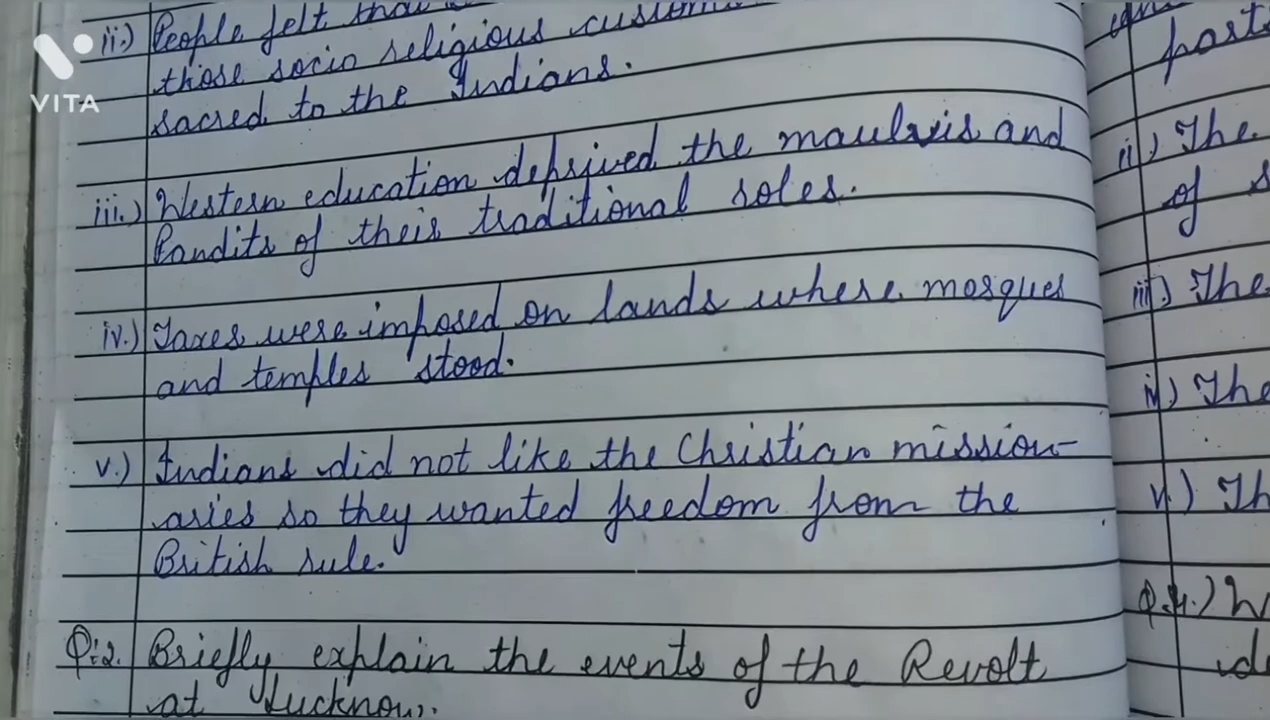 ii.) People felt that
those socio religious customs
sacred to the Indians.
iii.) Western education deprived the maulvis and
Pandits of their traditional roles.
iv.) Taxes were imposed on lands where mosques
and temples stood.
v.) Indians did not like the Christian mission-
aries so they wanted freedom from the
British rule.
Q:2. Briefly explain the events of the Revolt
at Lucknow.
VITA
ii) The
of
iii) The
iv) The
v) Th
Q.4.)